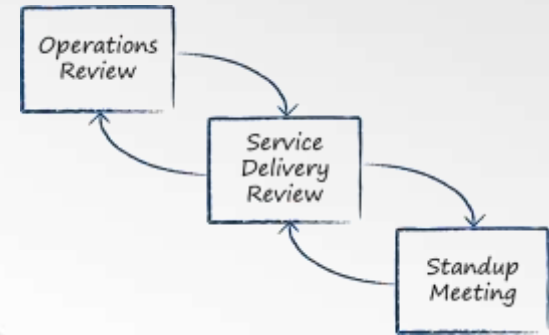 Operations
Review
Service
Delivery
Review
Standup
Meeting